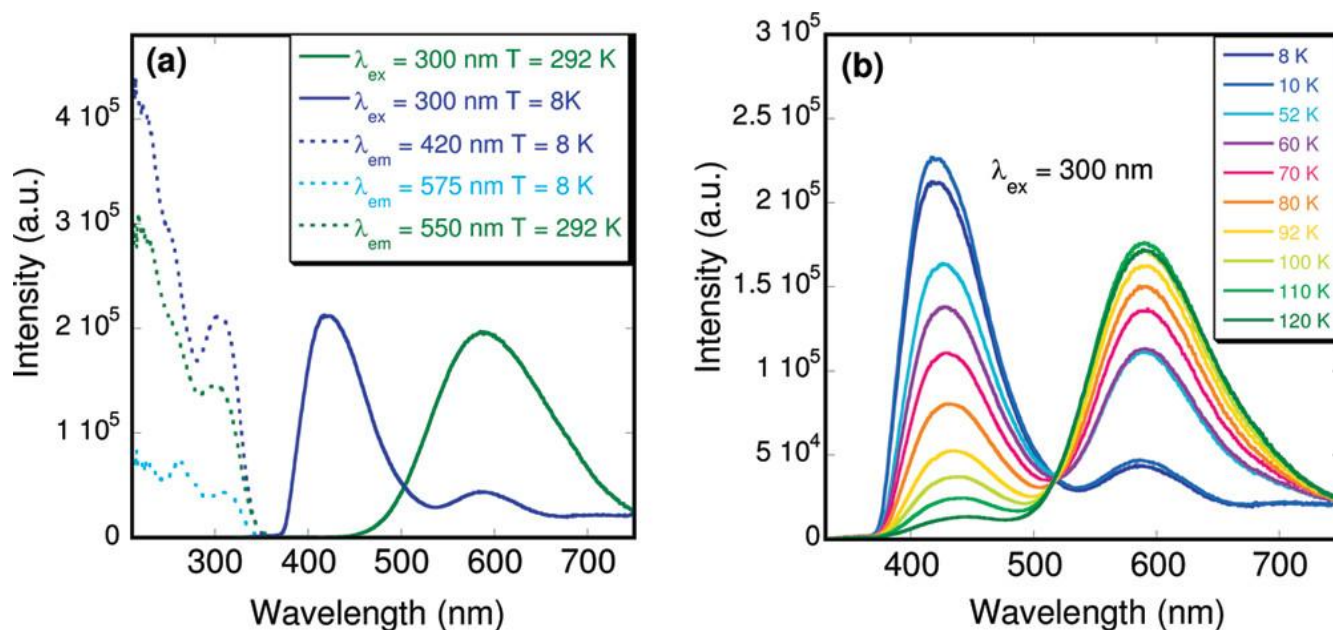 (a)
λex = 300 nm T = 292 K
λex = 300 nm T = 8K
λem = 420 nm T = 8 K
λem = 575 nm T = 8 K
λem = 550 nm T = 292 K
4 10^5
3 10^5
2 10^5
1 10^5
0
Intensity (a.u.)
300 400 500 600 700
Wavelength (nm)
(b)
λex = 300 nm
8 K
10 K
52 K
60 K
70 K
80 K
92 K
100 K
110 K
120 K
3 10^5
2.5 10^5
2 10^5
1.5 10^5
1 10^5
5 10^4
0
Intensity (a.u.)
400 500 600 700
Wavelength (nm)